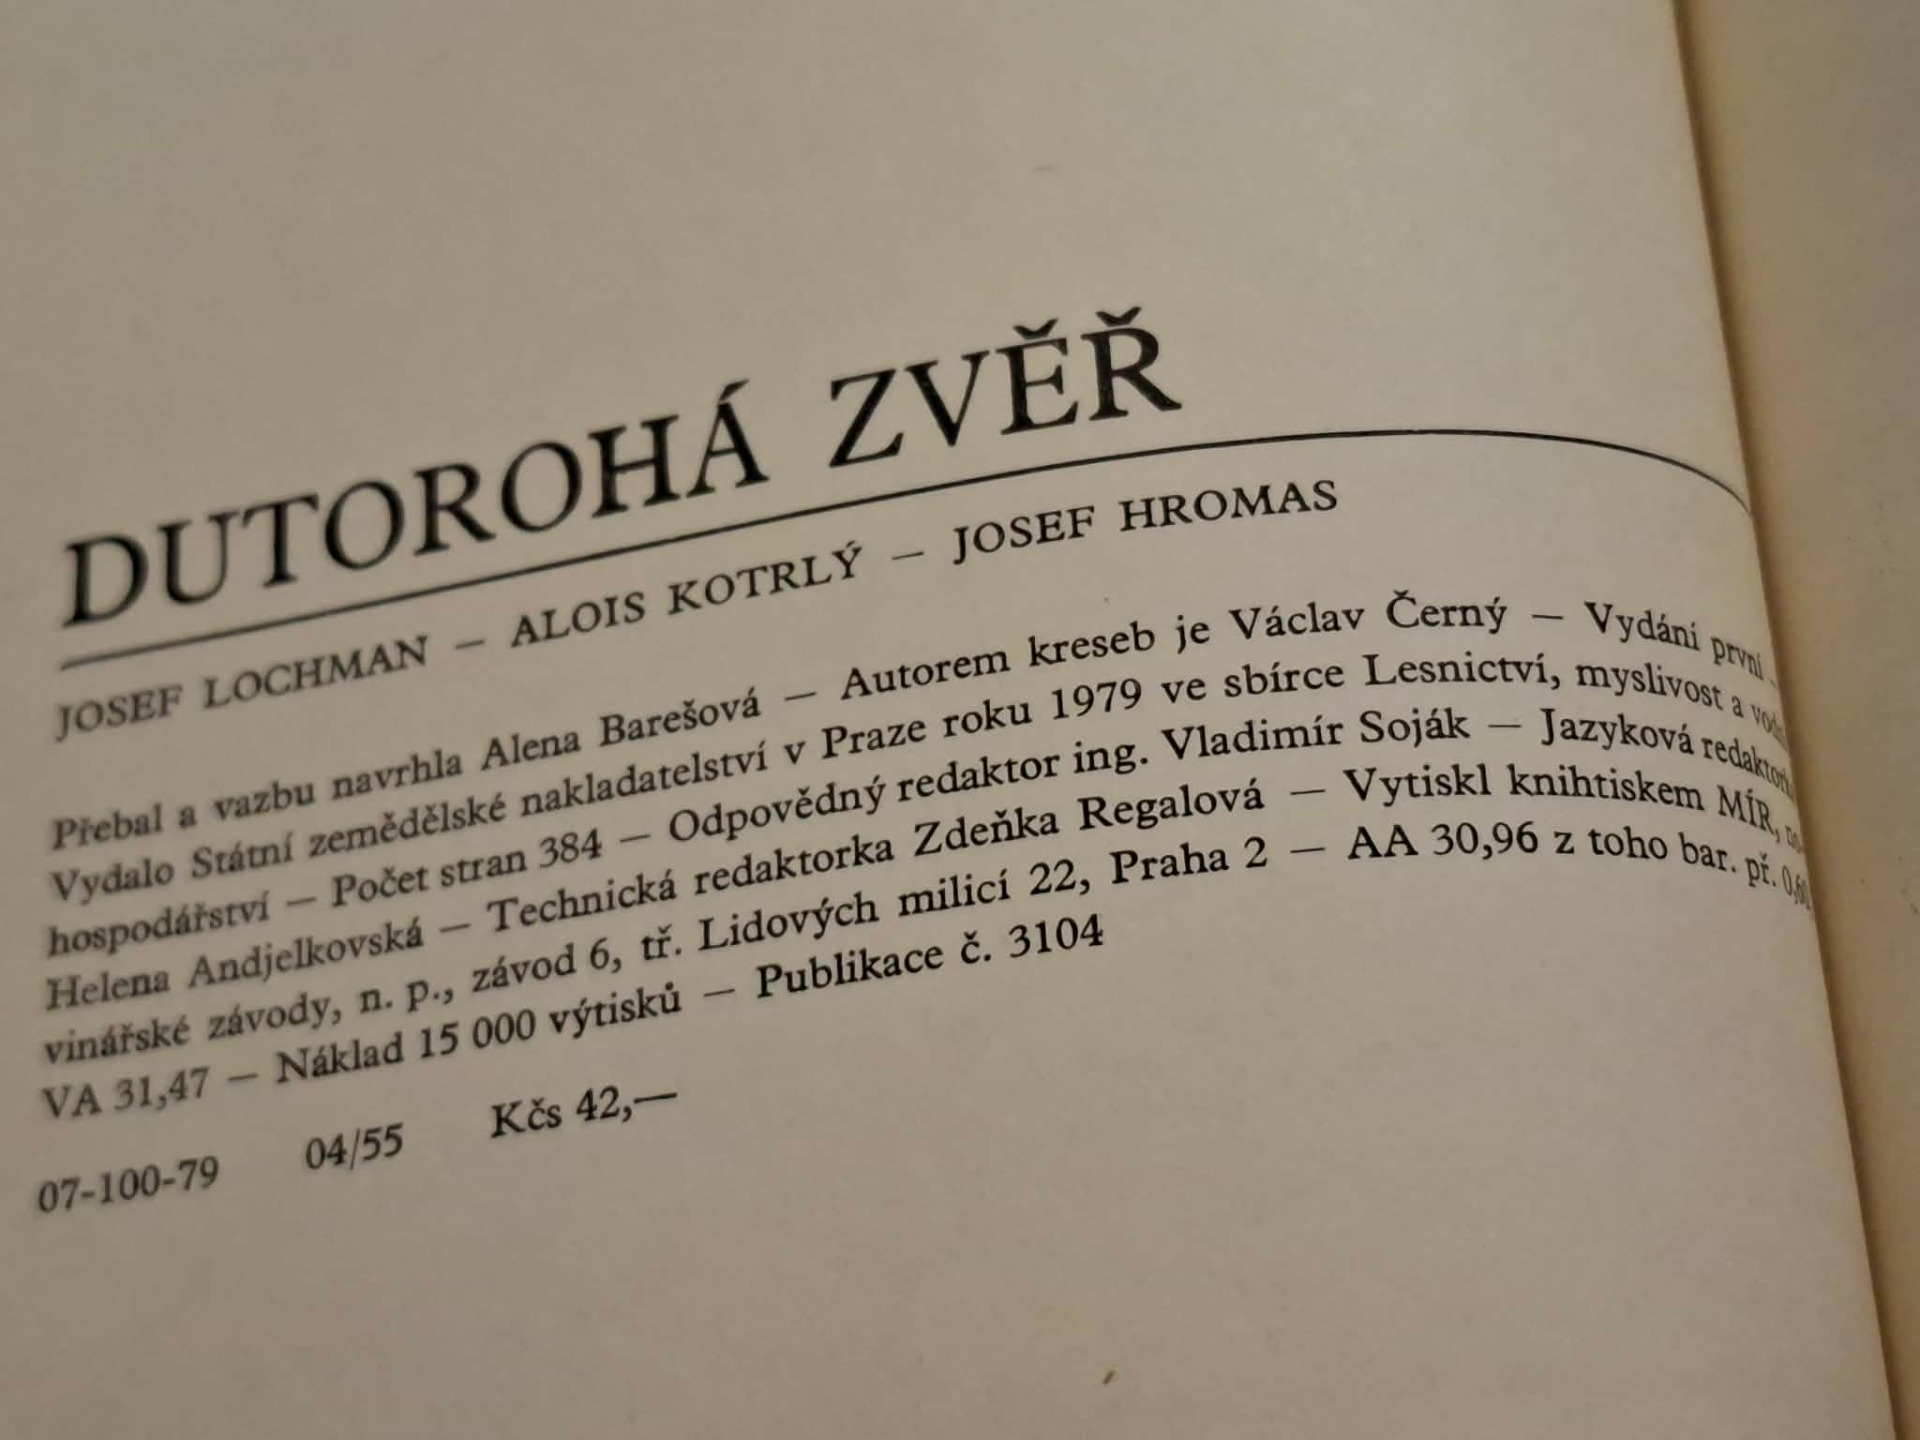 DUTOROHÁ ZVĚŘ
JOSEF LOCHMAN — ALOIS KOTRLÝ — JOSEF HROMAS
Přebal a vazbu navrhla Alena Barešová — Autorem kreseb je Václav Černý — Vydání první
Vydalo Státní zemědělské nakladatelství v Praze roku 1979 ve sbírce Lesnictví, myslivost a
hospodářství — Počet stran 384 — Odpovědný redaktor ing. Vladimír Soják — Jazyková redaktorka
Helena Andjelkovská — Technická redaktorka Zdeňka Regalová — Vytiskl knihtiskem MÍR,
vinářské závody, n. p., závod 6, tř. Lidových milicí 22, Praha 2 — AA 30,96 z toho bar. př. 0,60
VA 31,47 — Náklad 15 000 výtisků — Publikace č. 3104
07-100-79 04/55 Kčs 42,—